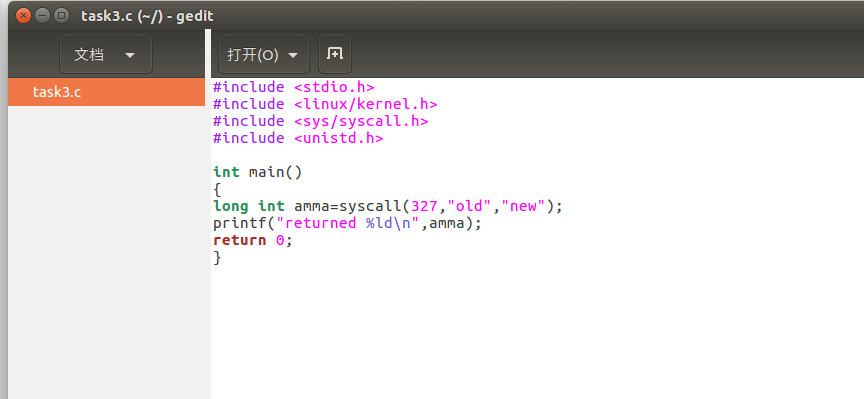 task3.c (~/) - gedit
文档
打开(O)
task3.c
#include <stdio.h>
#include <linux/kernel.h>
#include <sys/syscall.h>
#include <unistd.h>
int main()
{
long int amma=syscall(327,"old","new");
printf("returned %ld\n",amma);
return 0;
}